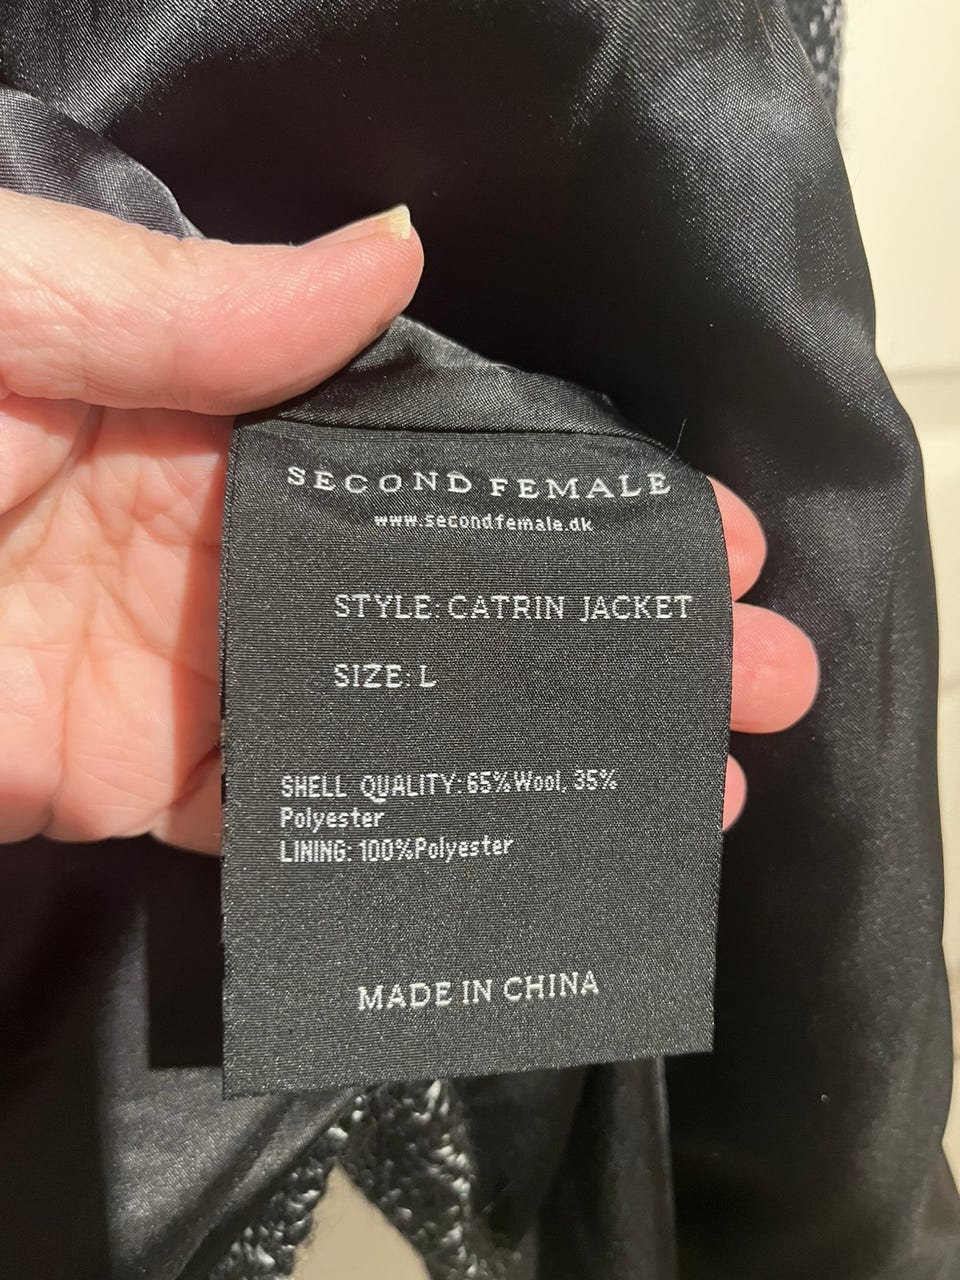 SECOND FEMALE
www.secondfemale.dk
STYLE: CATRIN JACKET
SIZE: L
SHELL QUALITY: 65%Wool, 35%
Polyester
LINING: 100%Polyester
MADE IN CHINA